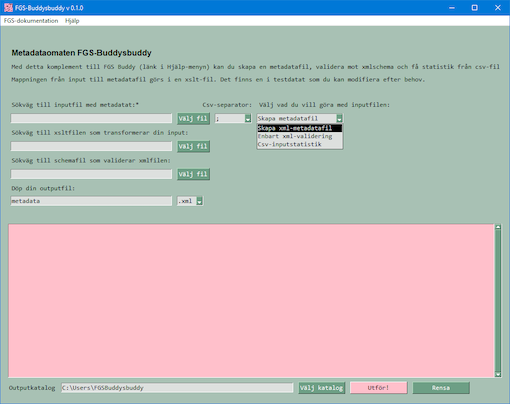 FGS-Buddysbuddy v 0.1.0
FGS-dokumentation Hjälp
Metadataomaten FGS-Buddysbuddy
Med detta komplement till FGS Buddy (länk i Hjälp-menyn) kan du skapa en metadatafil, validera mot xmlschema och få statistik från csv-fil
Mappningen från input till metadatafil görs i en xslt-fil. Det finns en i testdatat som du kan modifiera efter behov.
Sökväg till inputfil med metadatat:* Csv-separator: Välj vad du vill göra med inputfilen:
Välj fil ; Skapa metadatafil
Skapa xml-metadatafil
Sökväg till xsltfilen som transformerar din input: Enbart xml-validering
Csv-inputstatistik
Välj fil
Sökväg till schemafil som validerar xmlfilen:
Välj fil
Döp din outputfil:
metadata .xml
Outputkatalog C:\Users\FGSBuddysbuddy Välj katalog Utför! Rensa